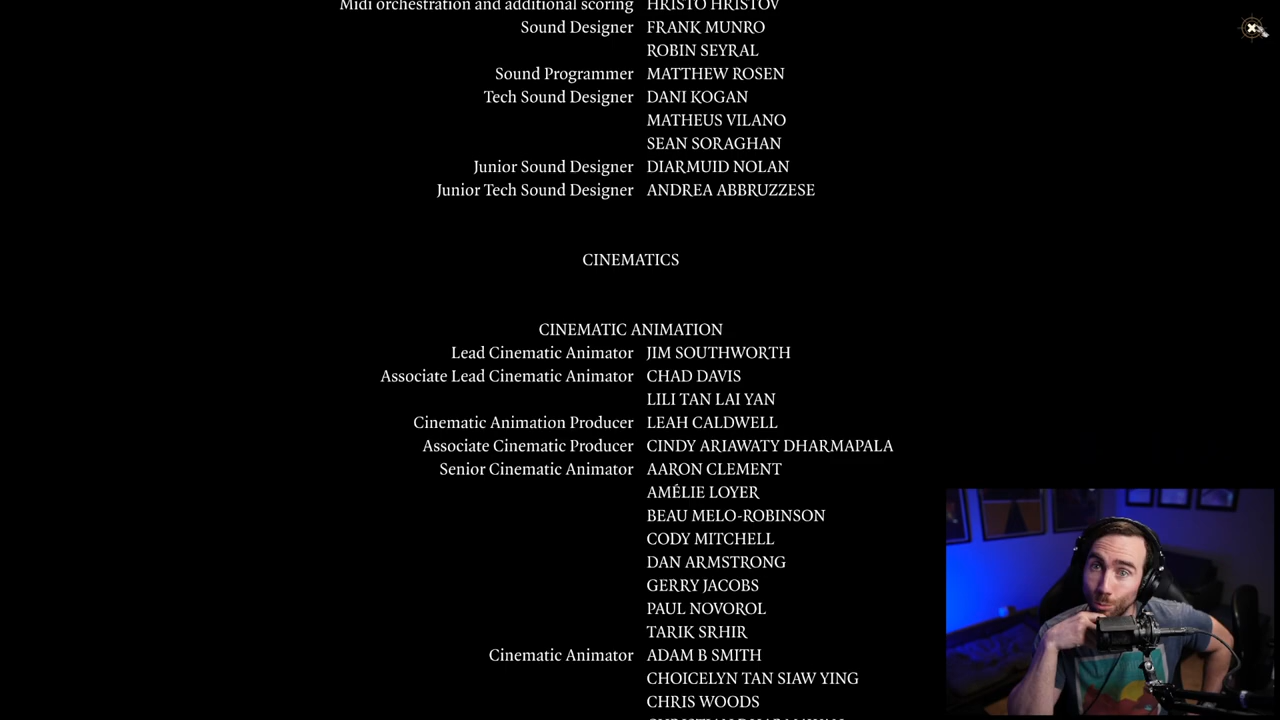 Midi orchestration and additional scoring HRISTO HRISTOV
Sound Designer FRANK MUNRO
ROBIN SEYRAL
Sound Programmer MATTHEW ROSEN
Tech Sound Designer DANI KOGAN
MATHEUS VILANO
SEAN SORAGHAN
Junior Sound Designer DIARMUID NOLAN
Junior Tech Sound Designer ANDREA ABBRUZZESE
CINEMATICS
CINEMATIC ANIMATION
Lead Cinematic Animator JIM SOUTHWORTH
Associate Lead Cinematic Animator CHAD DAVIS
LILI TAN LAI YAN
Cinematic Animation Producer LEAH CALDWELL
Associate Cinematic Producer CINDY ARIAWATY DHARMAPALA
Senior Cinematic Animator AARON CLEMENT
AMÉLIE LOYER
BEAU MELO-ROBINSON
CODY MITCHELL
DAN ARMSTRONG
GERRY JACOBS
PAUL NOVOROL
TARIK SRHIR
Cinematic Animator ADAM B SMITH
CHOICELYN TAN SIAW YING
CHRIS WOODS